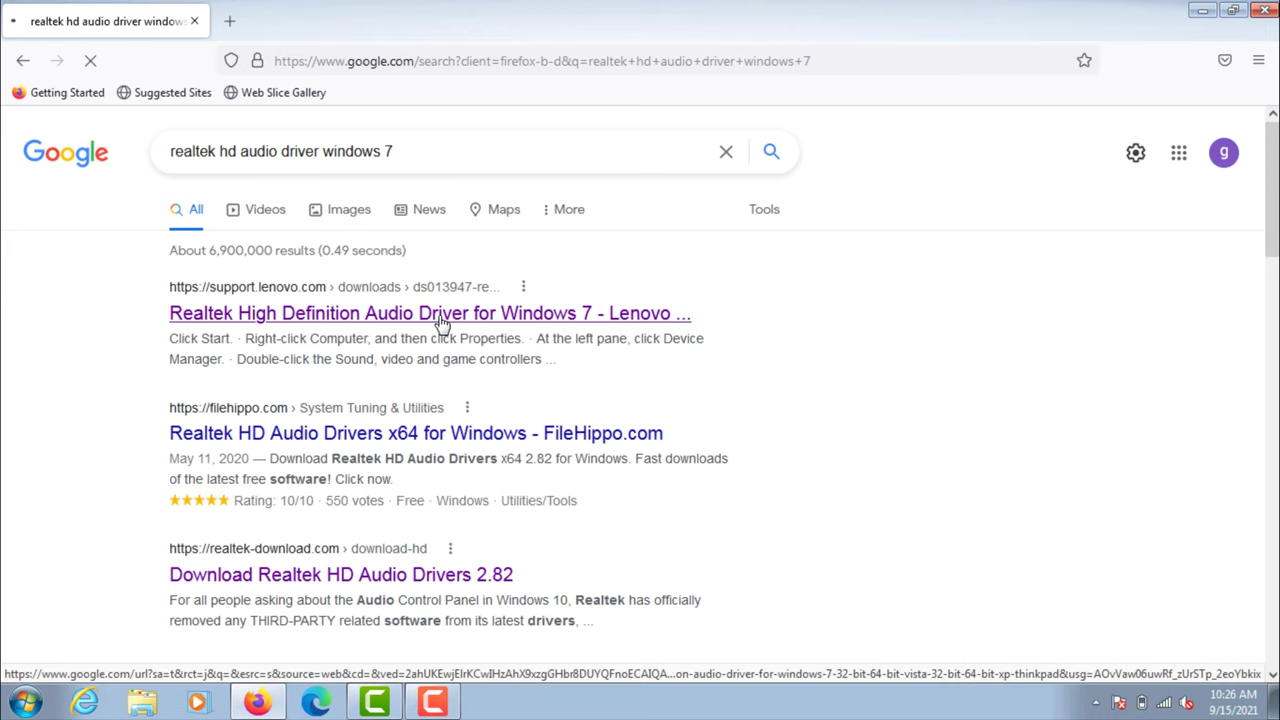 realtek hd audio driver windows
https://www.google.com/search?client=firefox-b-d&q=realtek+hd+audio+driver+windows+7
Getting Started Suggested Sites Web Slice Gallery
Google realtek hd audio driver windows 7 g
All Videos Images News Maps More Tools
About 6,900,000 results (0.49 seconds)
https://support.lenovo.com › downloads › ds013947-re...
Realtek High Definition Audio Driver for Windows 7 - Lenovo ...
Click Start. · Right-click Computer, and then click Properties. · At the left pane, click Device
Manager. · Double-click the Sound, video and game controllers ...
https://filehippo.com › System Tuning & Utilities
Realtek HD Audio Drivers x64 for Windows - FileHippo.com
May 11, 2020 — Download Realtek HD Audio Drivers x64 2.82 for Windows. Fast downloads
of the latest free software! Click now.
Rating: 10/10 · 550 votes · Free · Windows · Utilities/Tools
https://realtek-download.com › download-hd
Download Realtek HD Audio Drivers 2.82
For all people asking about the Audio Control Panel in Windows 10, Realtek has officially
removed any THIRD-PARTY related software from its latest drivers, ...
https://www.google.com/url?sa=t&rct=j&q=&esrc=s&source=web&cd=&ved=2ahUKEwjEIrKCwIHzAhX9xzgGHbr8DUYQFnoECAIQA...on-audio-driver-for-windows-7-32-bit-64-bit-vista-32-bit-64-bit-xp-thinkpad&usg=AOvVaw06uwRf_zUrSTp_2eoYbkix
10:26 AM
9/15/2021